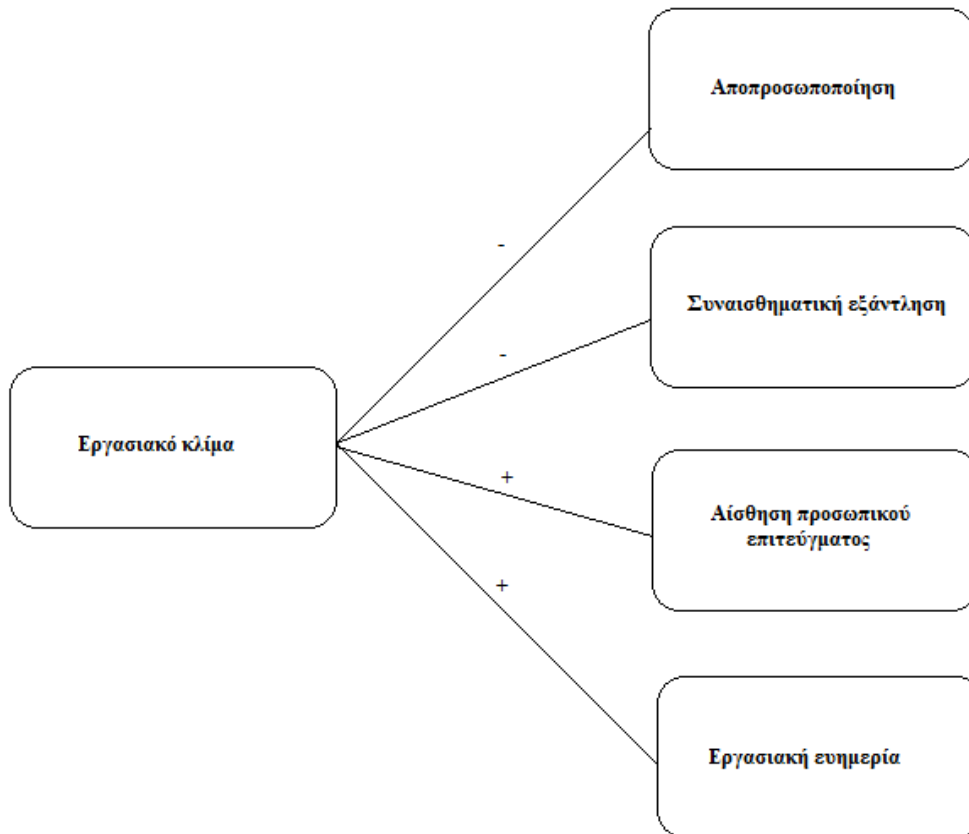 Αποπροσωποποίηση
-
Συναισθηματική εξάντληση
-
Εργασιακό κλίμα
+
Αίσθηση προσωπικού
επιτεύγματος
+
Εργασιακή ευημερία